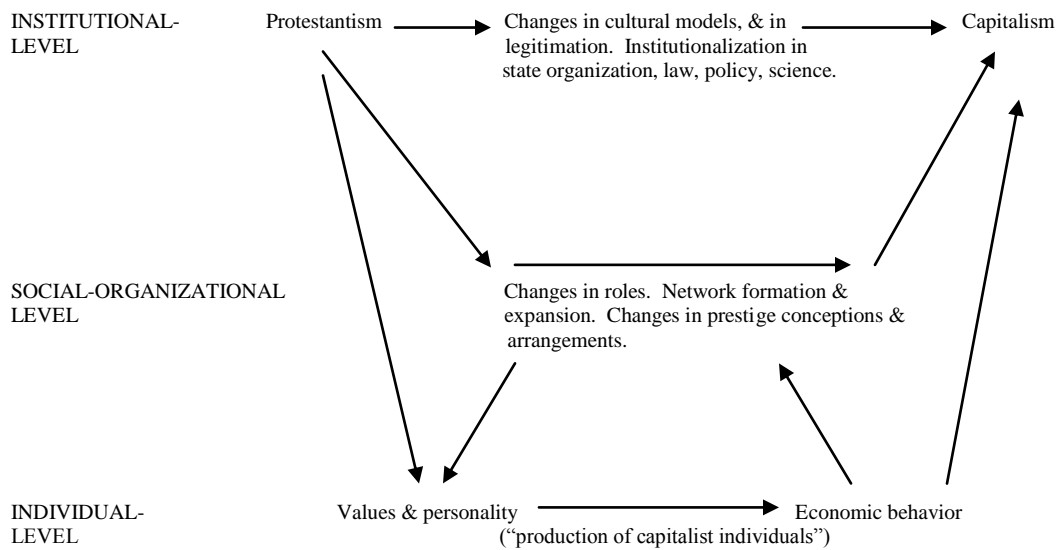 INSTITUTIONAL-
LEVEL
Protestantism
Changes in cultural models, & in
legitimation. Institutionalization in
state organization, law, policy, science.
Capitalism
SOCIAL-ORGANIZATIONAL
LEVEL
Changes in roles. Network formation &
expansion. Changes in prestige conceptions &
arrangements.
INDIVIDUAL-
LEVEL
Values & personality
("production of capitalist individuals")
Economic behavior